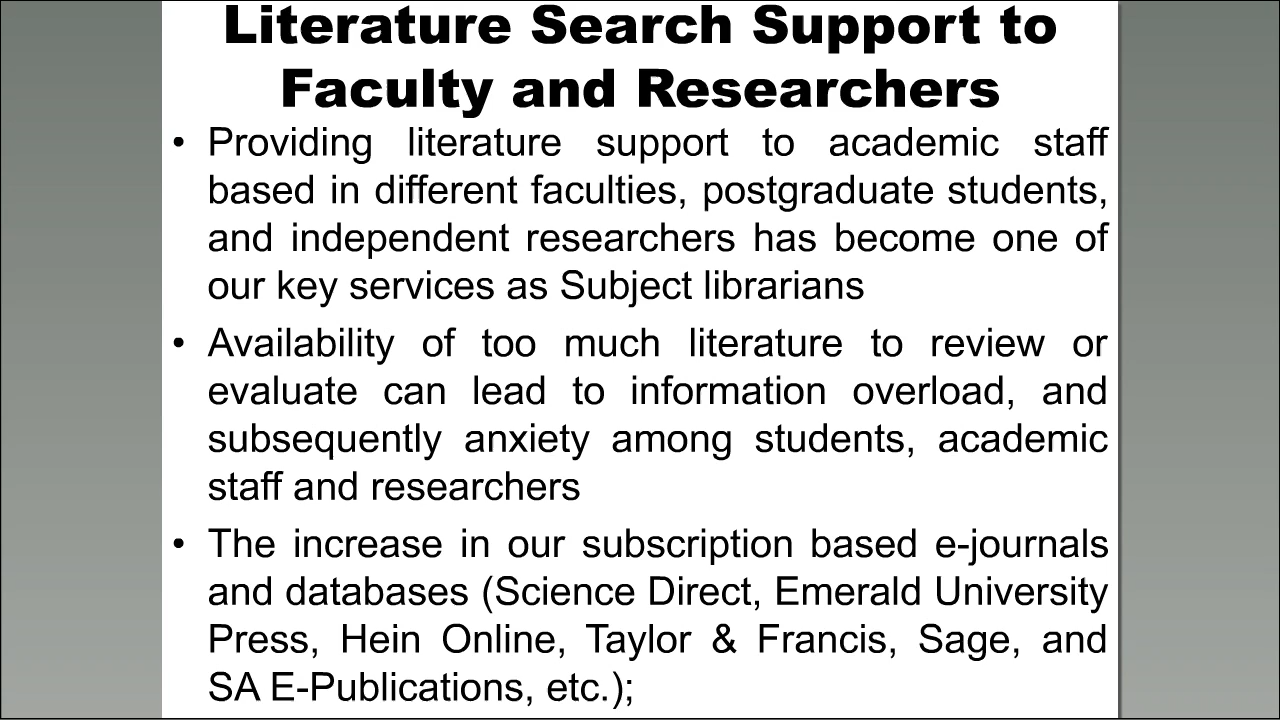 Literature Search Support to
Faculty and Researchers
• Providing literature support to academic staff
based in different faculties, postgraduate students,
and independent researchers has become one of
our key services as Subject librarians
• Availability of too much literature to review or
evaluate can lead to information overload, and
subsequently anxiety among students, academic
staff and researchers
• The increase in our subscription based e-journals
and databases (Science Direct, Emerald University
Press, Hein Online, Taylor & Francis, Sage, and
SA E-Publications, etc.);